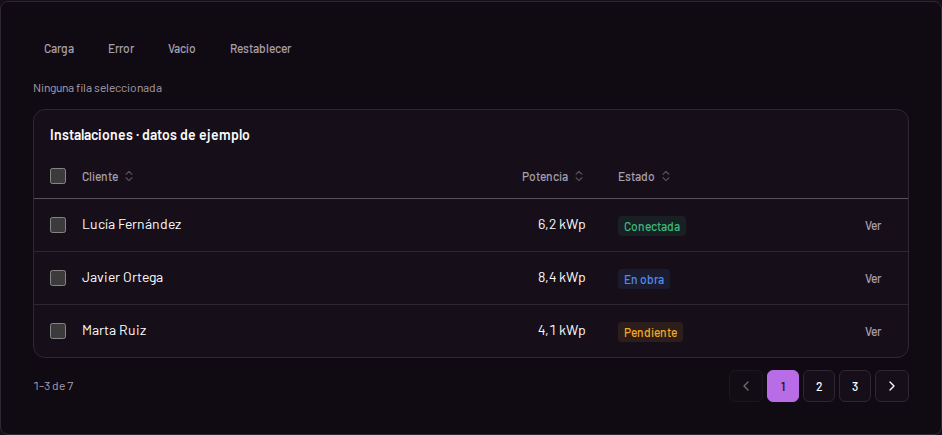 Carga Error Vacio Restablecer
Ninguna fila seleccionada
Instalaciones · datos de ejemplo
Cliente Potencia Estado
Lucía Fernández 6,2 kWp Conectada Ver
Javier Ortega 8,4 kWp En obra Ver
Marta Ruiz 4,1 kWp Pendiente Ver
1–3 de 7 1 2 3